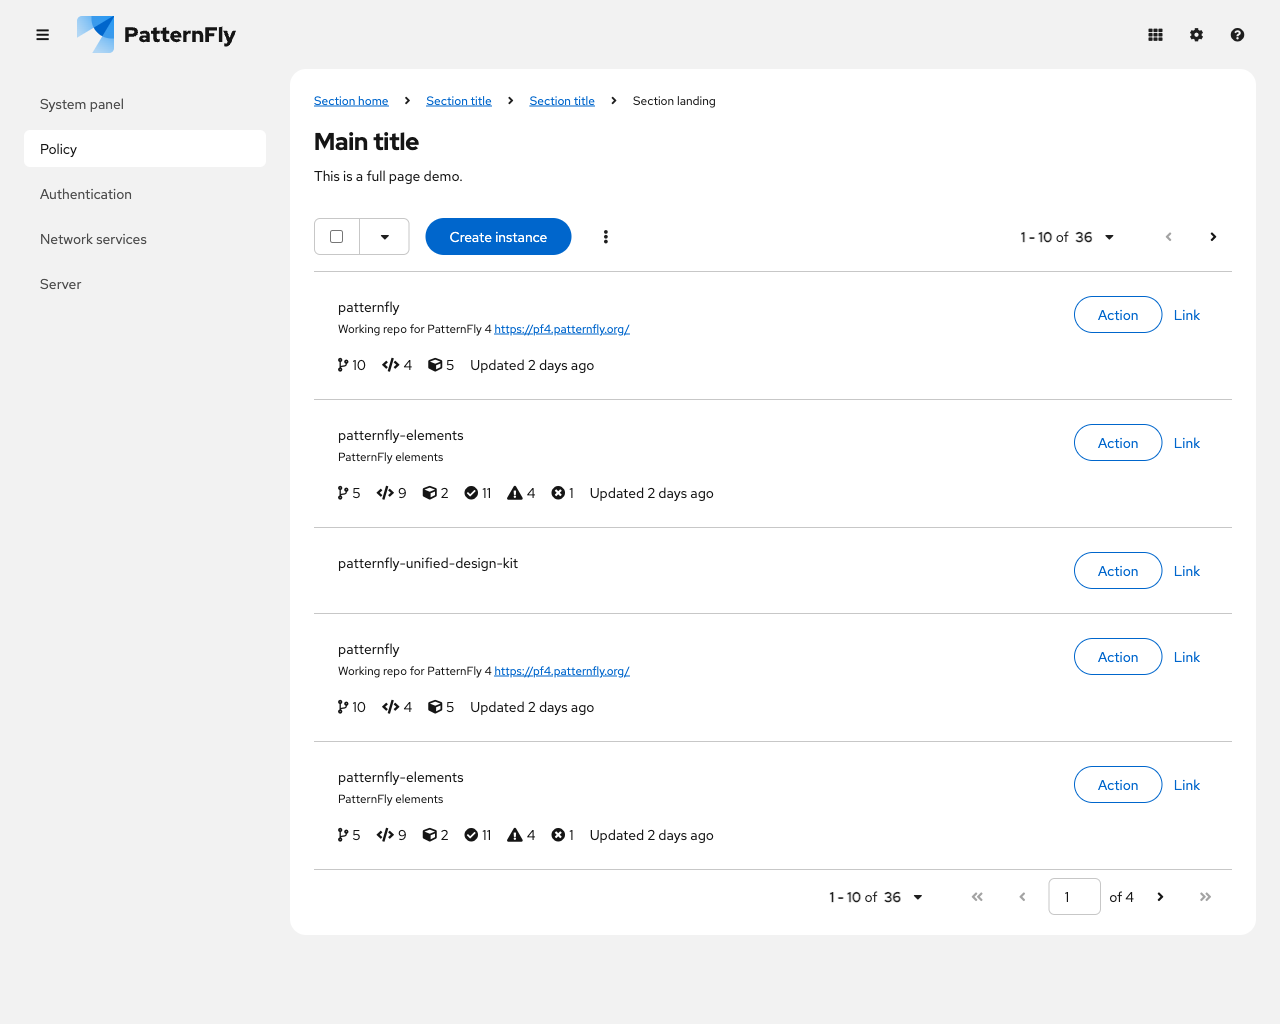 PatternFly
System panel
Policy
Authentication
Network services
Server
Section home
Section title
Section title
Section landing
Main title
This is a full page demo.
Create instance
1 - 10 of 36
patternfly
Working repo for PatternFly 4 https://pf4.patternfly.org/
10 4 5 Updated 2 days ago
Action Link
patternfly-elements
PatternFly elements
5 9 2 11 4 1 Updated 2 days ago
Action Link
patternfly-unified-design-kit
Action Link
patternfly
Working repo for PatternFly 4 https://pf4.patternfly.org/
10 4 5 Updated 2 days ago
Action Link
patternfly-elements
PatternFly elements
5 9 2 11 4 1 Updated 2 days ago
Action Link
1 - 10 of 36
1 of 4